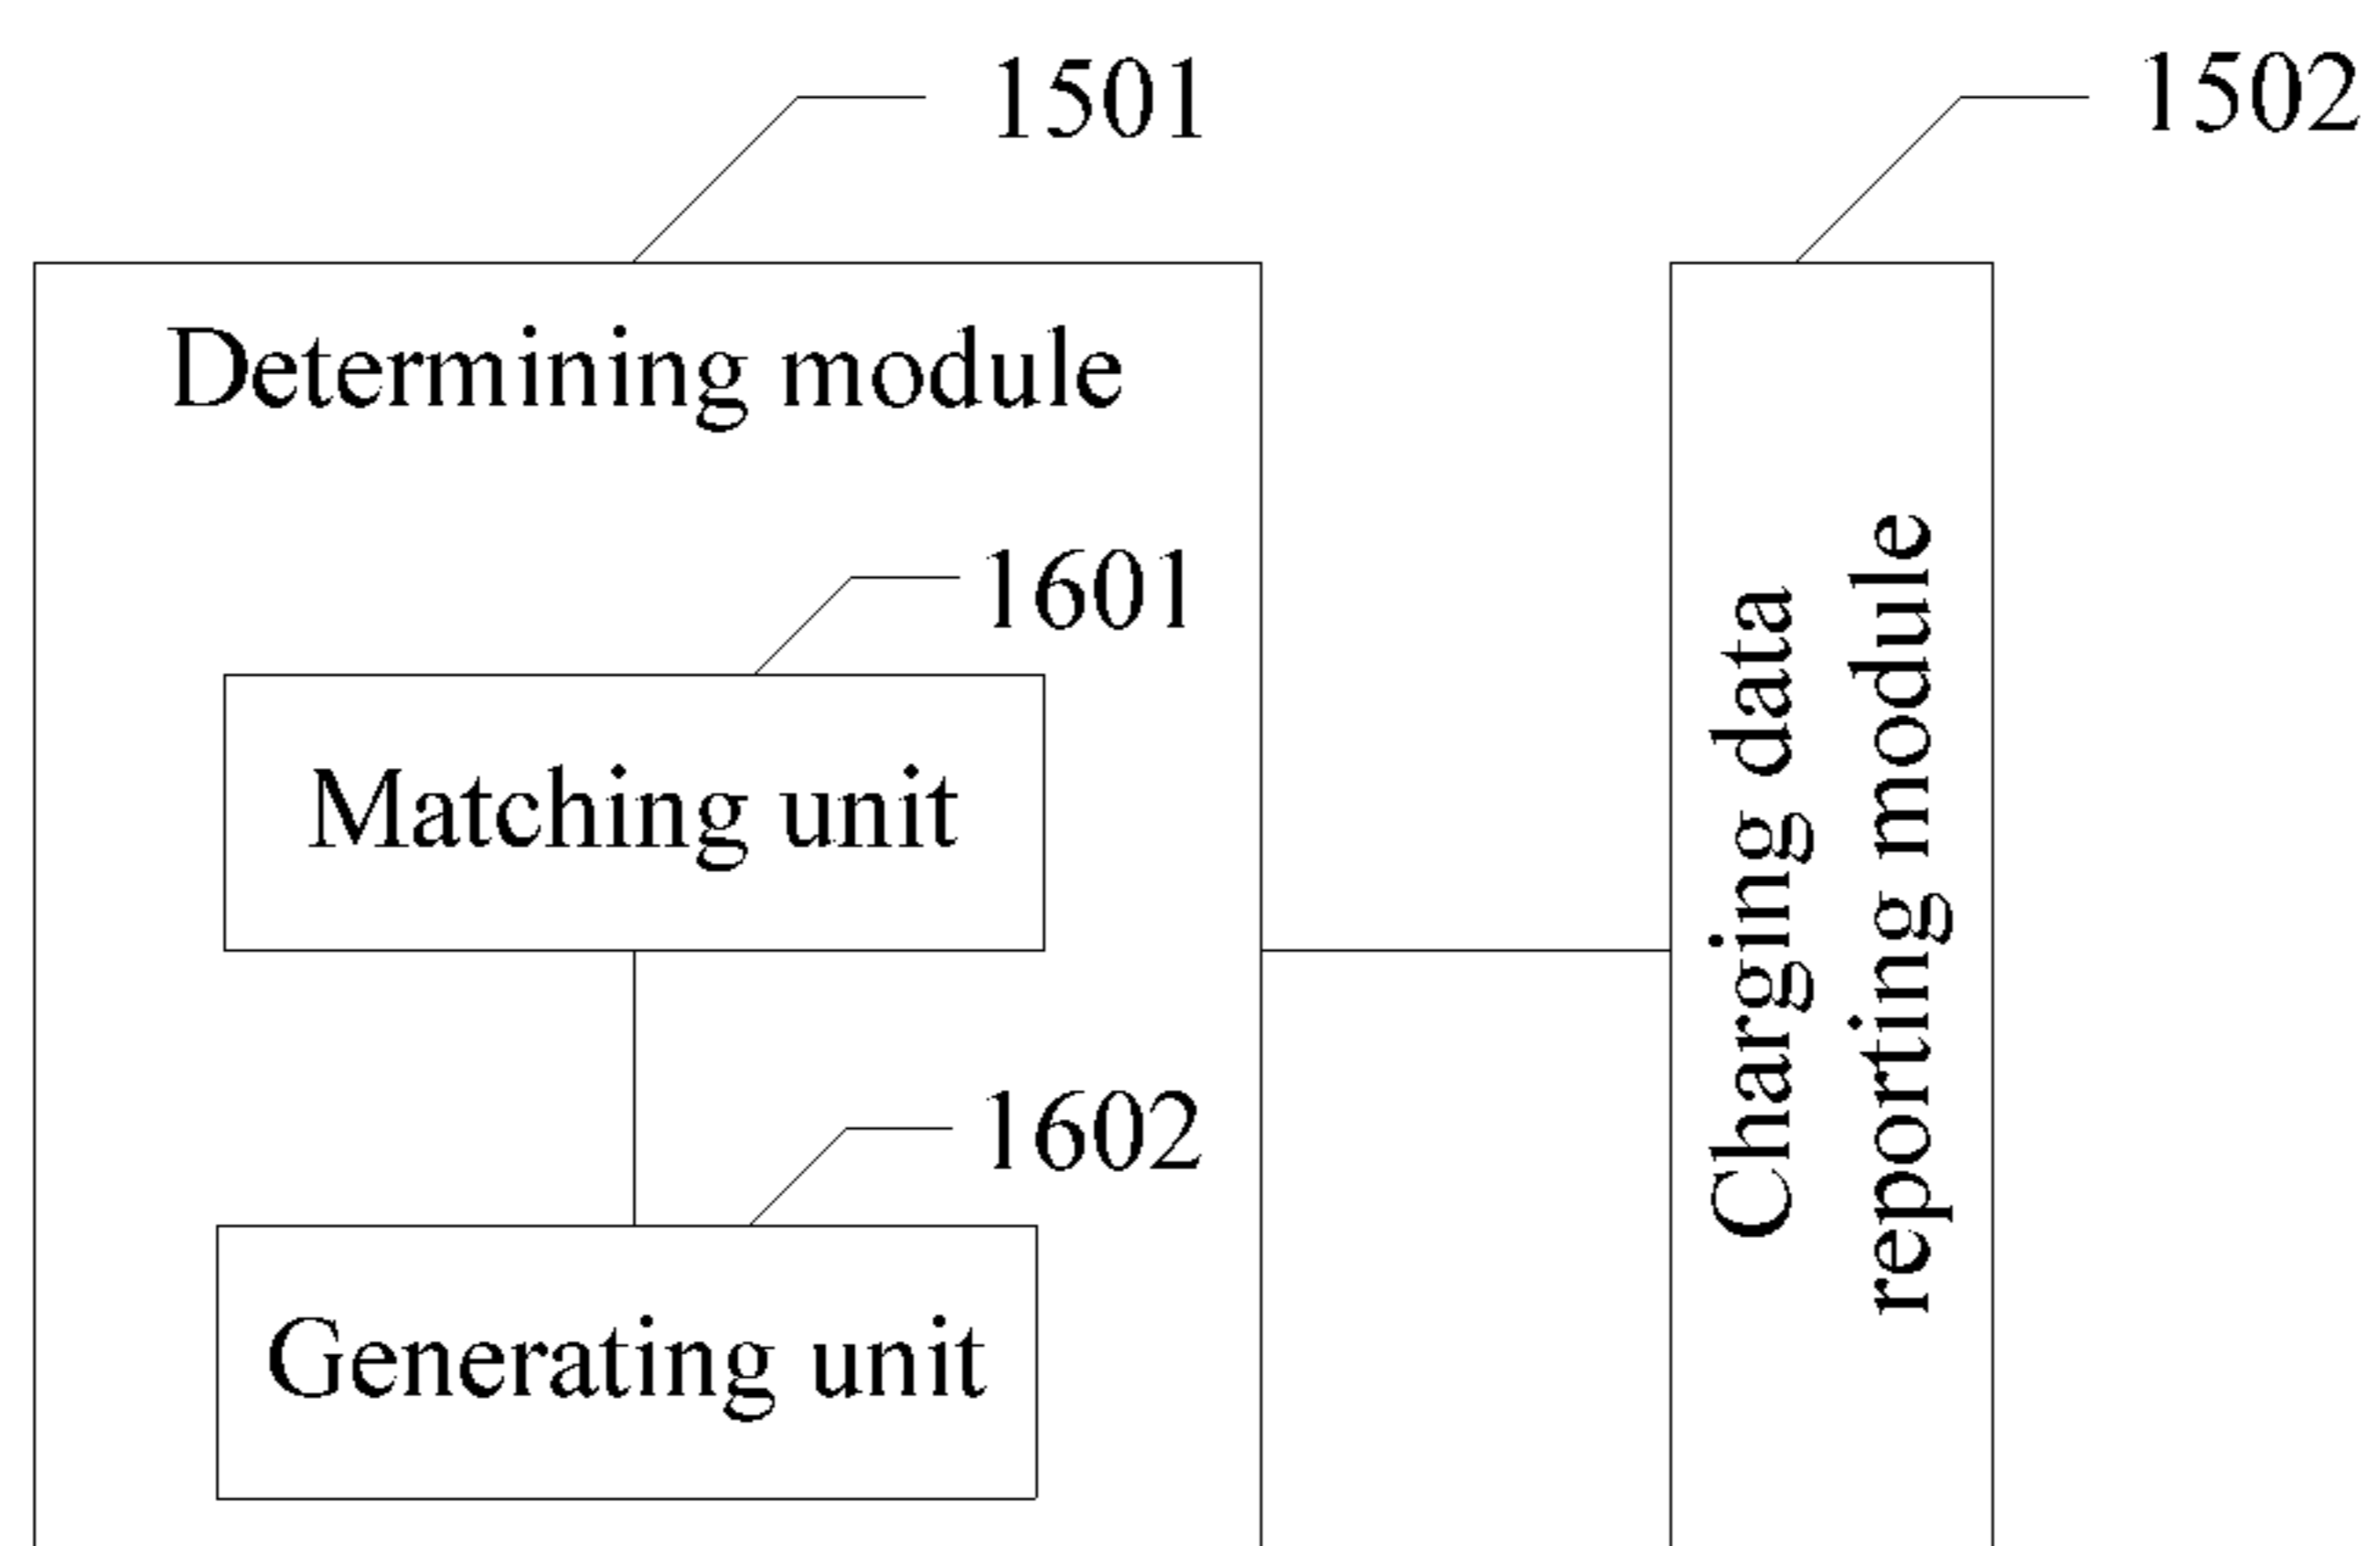 1501
1502
Determining module
1601
Matching unit
1602
Generating unit
Charging data
reporting module